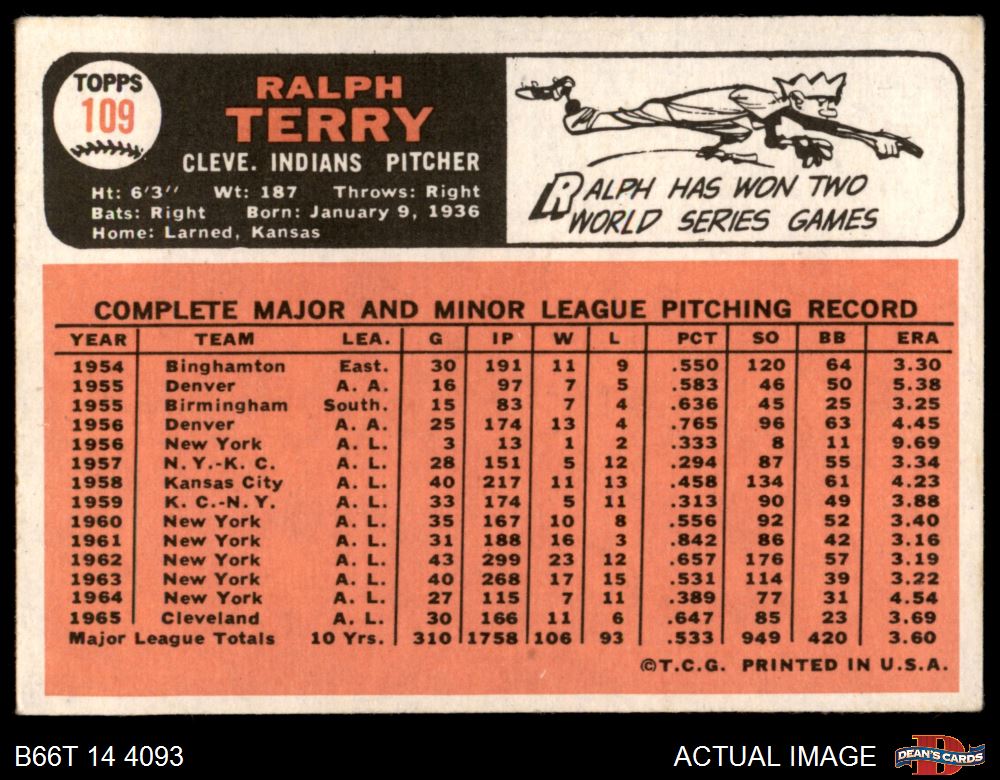 TOPPS
109
RALPH
TERRY
CLEVE. INDIANS PITCHER
Ht: 6'3'' Wt: 187 Throws: Right
Bats: Right Born: January 9, 1936
Home: Larned, Kansas
RALPH HAS WON TWO
WORLD SERIES GAMES
COMPLETE MAJOR AND MINOR LEAGUE PITCHING RECORD
YEAR TEAM LEA. G IP W L PCT SO BB ERA
1954 Binghamton East. 30 191 11 9 .550 120 64 3.30
1955 Denver A. A. 16 97 7 5 .583 46 50 5.38
1955 Birmingham South. 15 83 7 4 .636 45 25 3.25
1956 Denver A. A. 25 174 13 4 .765 96 63 4.45
1956 New York A. L. 3 13 1 2 .333 8 11 9.69
1957 N. Y.-K. C. A. L. 28 151 5 12 .294 87 55 3.34
1958 Kansas City A. L. 40 217 11 13 .458 134 61 4.23
1959 K. C.-N. Y. A. L. 33 174 5 11 .313 90 49 3.88
1960 New York A. L. 35 167 10 8 .556 92 52 3.40
1961 New York A. L. 31 188 16 3 .842 86 42 3.16
1962 New York A. L. 43 299 23 12 .657 176 57 3.19
1963 New York A. L. 40 268 17 15 .531 114 39 3.22
1964 New York A. L. 27 115 7 11 .389 77 31 4.54
1965 Cleveland A. L. 30 166 11 6 .647 85 23 3.69
Major League Totals 10 Yrs. 310 1758 106 93 .533 949 420 3.60
©T.C.G. PRINTED IN U.S.A.
B66T 14 4093
ACTUAL IMAGE
DEAN'S CARDS